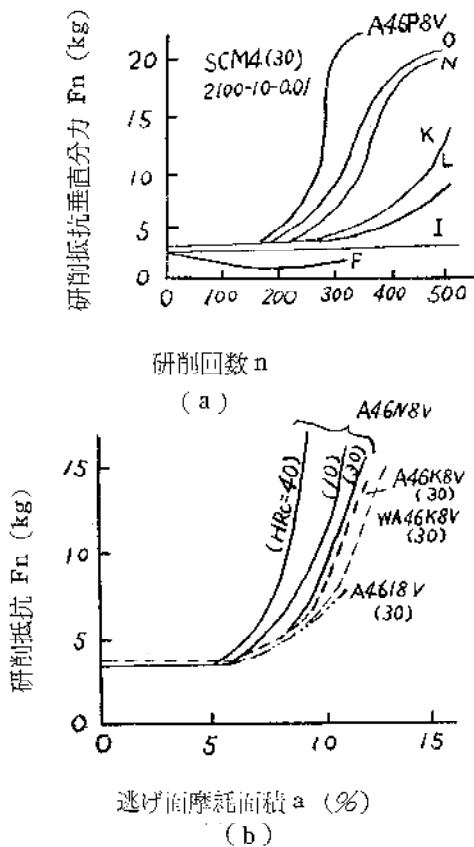 A46P8V
O
N
SCM4(30)
2100-10-0.01
K
L
I
F
研削抵抗垂直分力 Fn (kg)
20
15
10
5
0
0 100 200 300 400 500
研削回数 n
(a)
A46N8V
(HRc=40)
(10)
(30)
A46K8V
(30)
WA46K8V
(30)
A46I8V
(30)
研削抵抗 Fn (kg)
15
10
5
0
0 5 10 15
逃げ面摩耗面積 a (%)
(b)